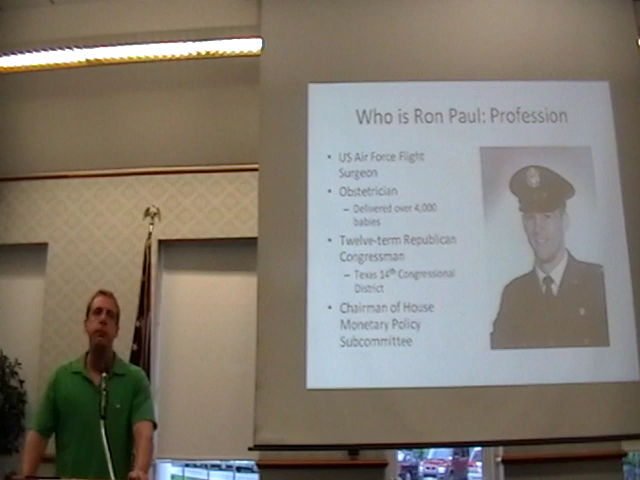 Who is Ron Paul: Profession
• US Air Force Flight
Surgeon
• Obstetrician
– Delivered over 4,000
babies
• Twelve-term Republican
Congressman
– Texas 14th Congressional
District
• Chairman of House
Monetary Policy
Subcommittee